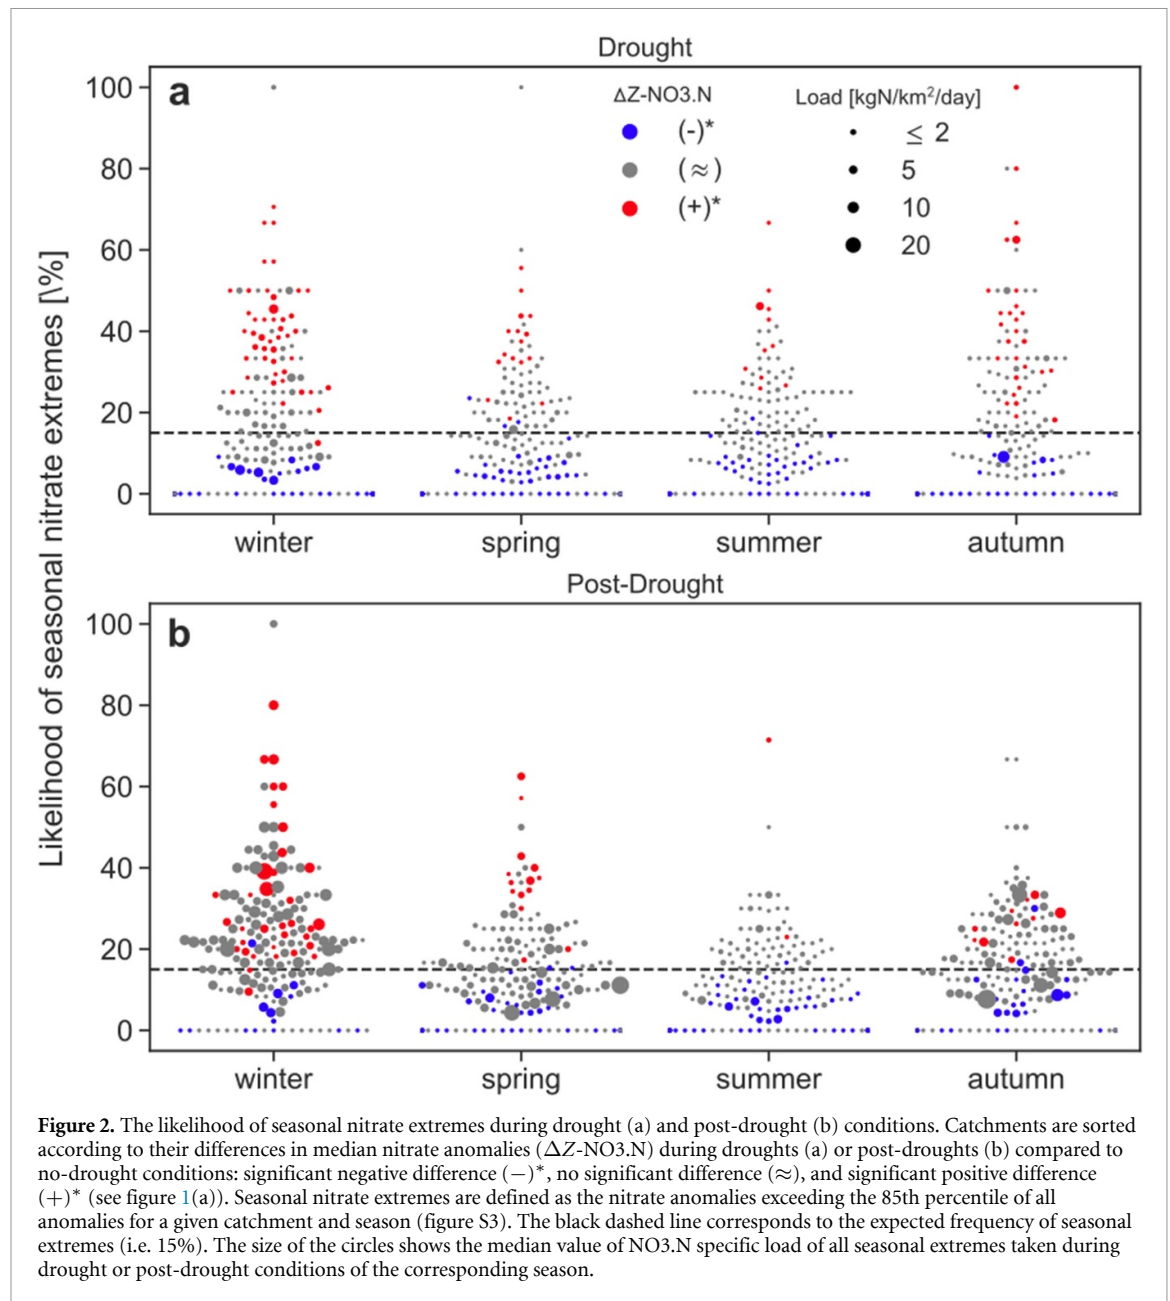 Drought
a
ΔZ-NO3.N
(-)*
(≈)
(+)*
Load [kgN/km²/day]
≤ 2
5
10
20
100
80
60
40
20
0
winter spring summer autumn
Likelihood of seasonal nitrate extremes [\%]
Post-Drought
b
100
80
60
40
20
0
winter spring summer autumn
Figure 2. The likelihood of seasonal nitrate extremes during drought (a) and post-drought (b) conditions. Catchments are sorted
according to their differences in median nitrate anomalies (ΔZ-NO3.N) during droughts (a) or post-droughts (b) compared to
no-drought conditions: significant negative difference (−)*, no significant difference (≈), and significant positive difference
(+)* (see figure 1(a)). Seasonal nitrate extremes are defined as the nitrate anomalies exceeding the 85th percentile of all
anomalies for a given catchment and season (figure S3). The black dashed line corresponds to the expected frequency of seasonal
extremes (i.e. 15%). The size of the circles shows the median value of NO3.N specific load of all seasonal extremes taken during
drought or post-drought conditions of the corresponding season.